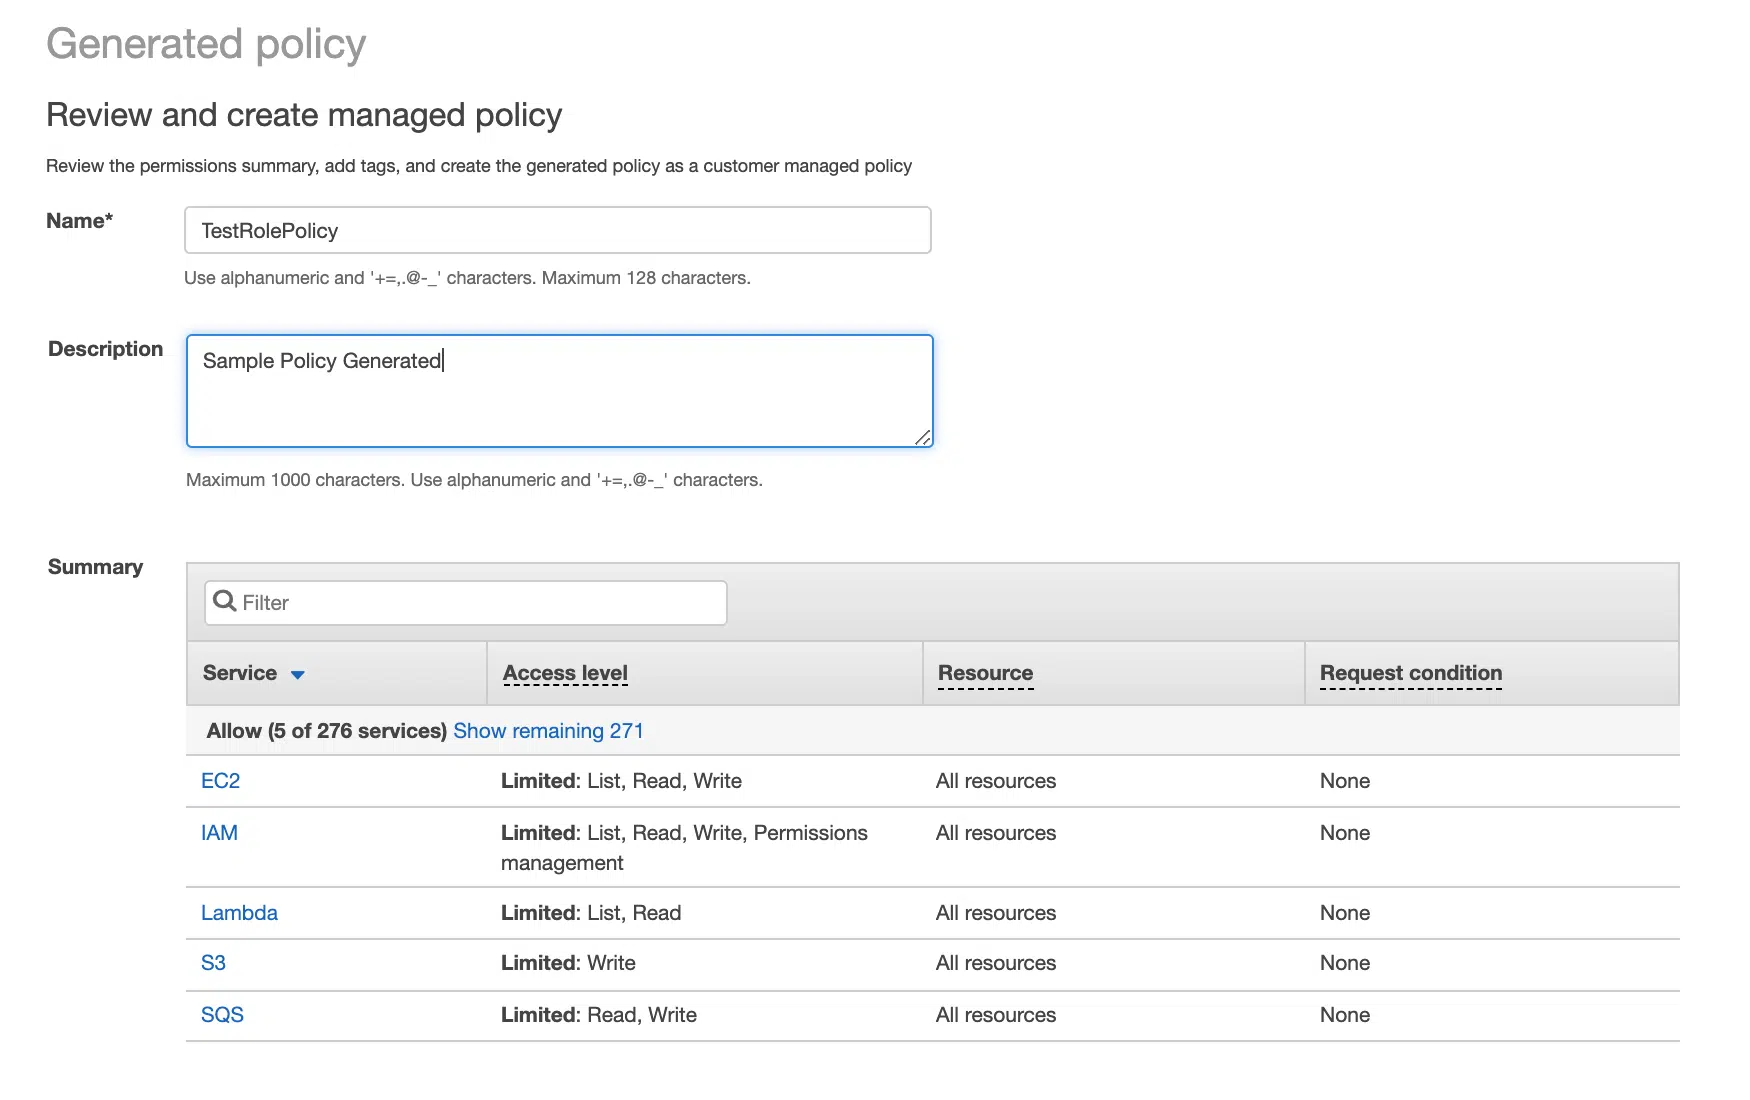 Generated policy
Review and create managed policy
Review the permissions summary, add tags, and create the generated policy as a customer managed policy
Name*
TestRolePolicy
Use alphanumeric and '+=,.@-_' characters. Maximum 128 characters.
Description
Sample Policy Generated
Maximum 1000 characters. Use alphanumeric and '+=,.@-_' characters.
Summary
Filter
Service Access level Resource Request condition
Allow (5 of 276 services) Show remaining 271
EC2 Limited: List, Read, Write All resources None
IAM Limited: List, Read, Write, Permissions All resources None
management
Lambda Limited: List, Read All resources None
S3 Limited: Write All resources None
SQS Limited: Read, Write All resources None